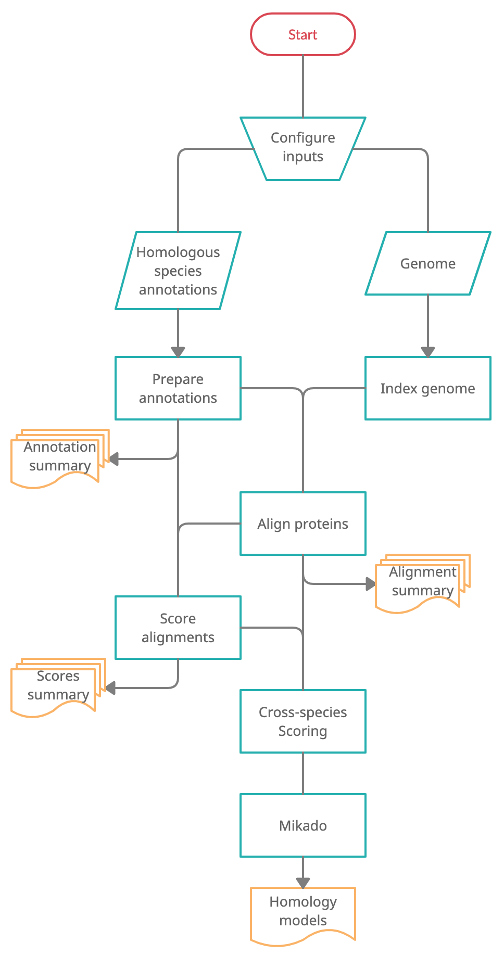 Start
Configure
inputs
Homologous
species
annotations
Genome
Prepare
annotations
Index genome
Annotation
summary
Align proteins
Alignment
summary
Score
alignments
Scores
summary
Cross-species
Scoring
Mikado
Homology
models